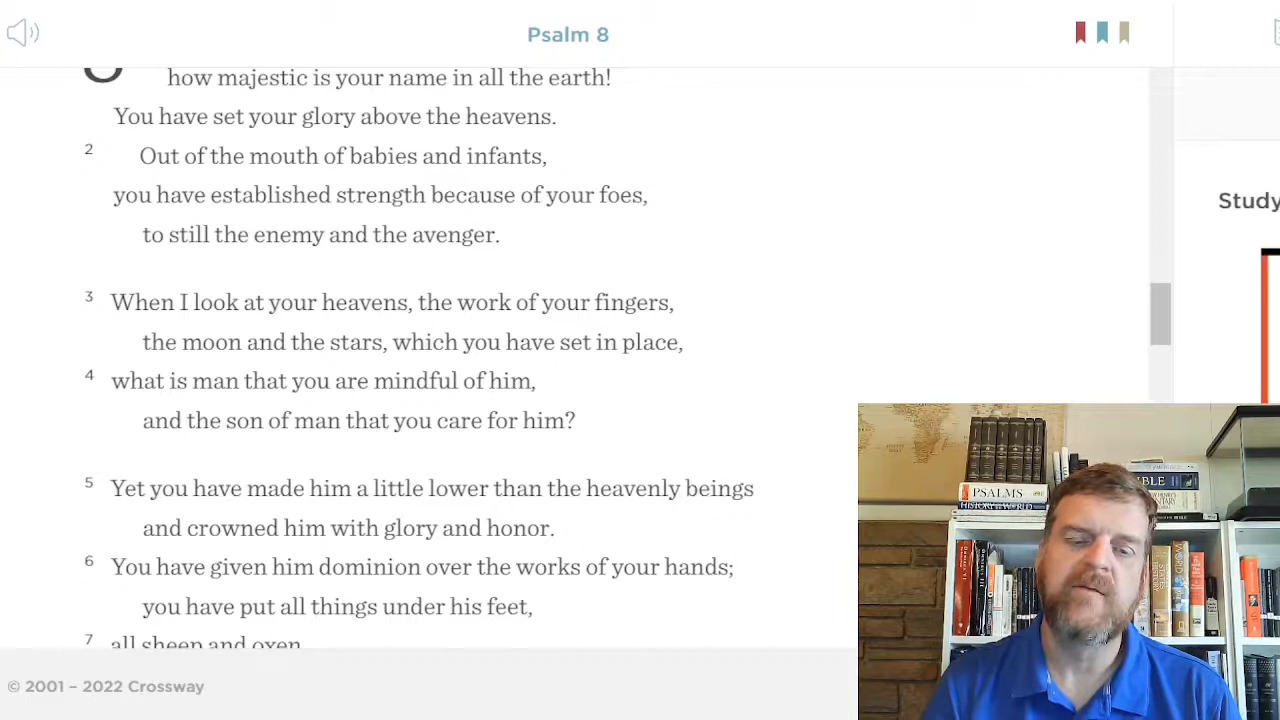 Psalm 8
how majestic is your name in all the earth!
You have set your glory above the heavens.
2 Out of the mouth of babies and infants,
you have established strength because of your foes,
to still the enemy and the avenger.
3 When I look at your heavens, the work of your fingers,
the moon and the stars, which you have set in place,
4 what is man that you are mindful of him,
and the son of man that you care for him?
5 Yet you have made him a little lower than the heavenly beings
and crowned him with glory and honor.
6 You have given him dominion over the works of your hands;
you have put all things under his feet,
7 all sheep and oxen
© 2001 – 2022 Crossway
Study
PSALMS